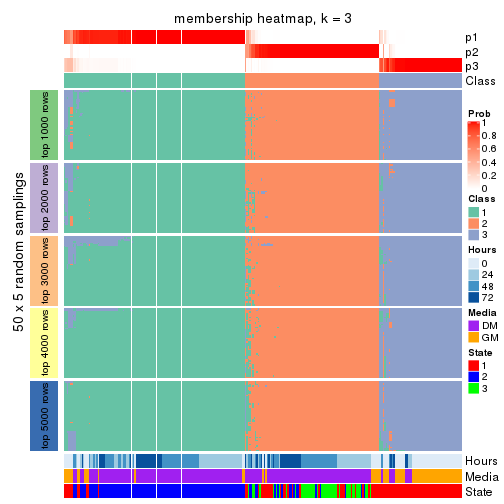 membership heatmap, k = 3
p1
p2
p3
Class
50 x 5 random samplings
top 1000 rows
top 2000 rows
top 3000 rows
top 4000 rows
top 5000 rows
Hours
Media
State
Prob
1
0.8
0.6
0.4
0.2
0
Class
1
2
3
Hours
0
24
48
72
Media
DM
GM
State
1
2
3